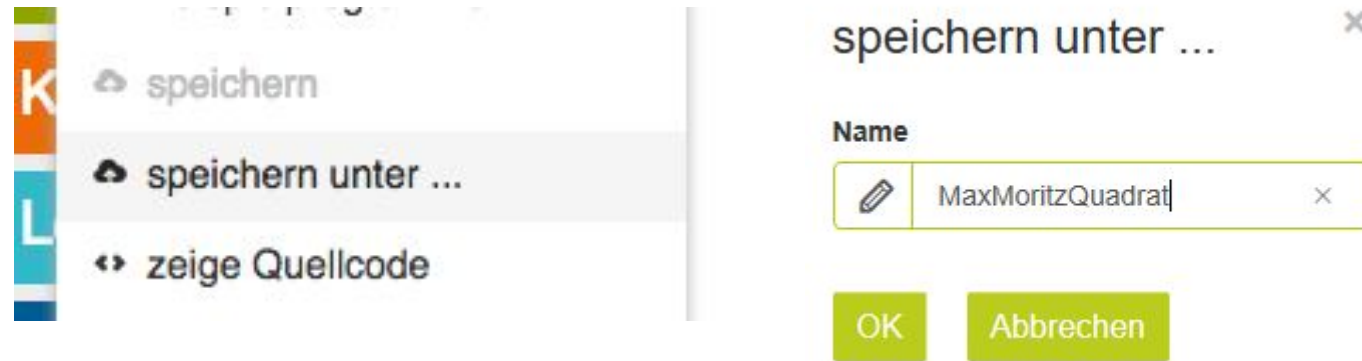 K
speichern
speichern unter ...
L
zeige Quellcode
speichern unter ...
×
Name
MaxMoritzQuadrat
×
OK
Abbrechen